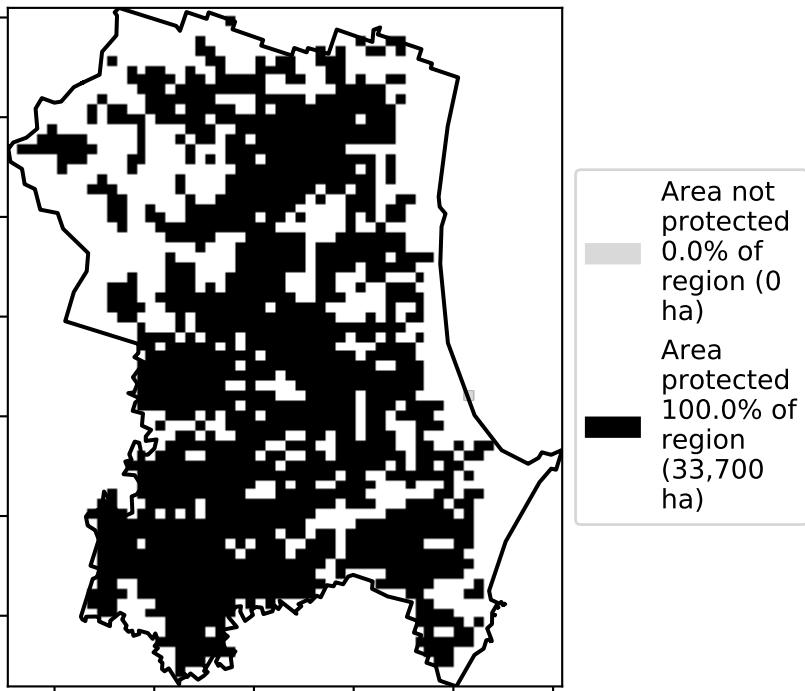 Area not
protected
0.0% of
region (0
ha)
Area
protected
100.0% of
region
(33,700
ha)